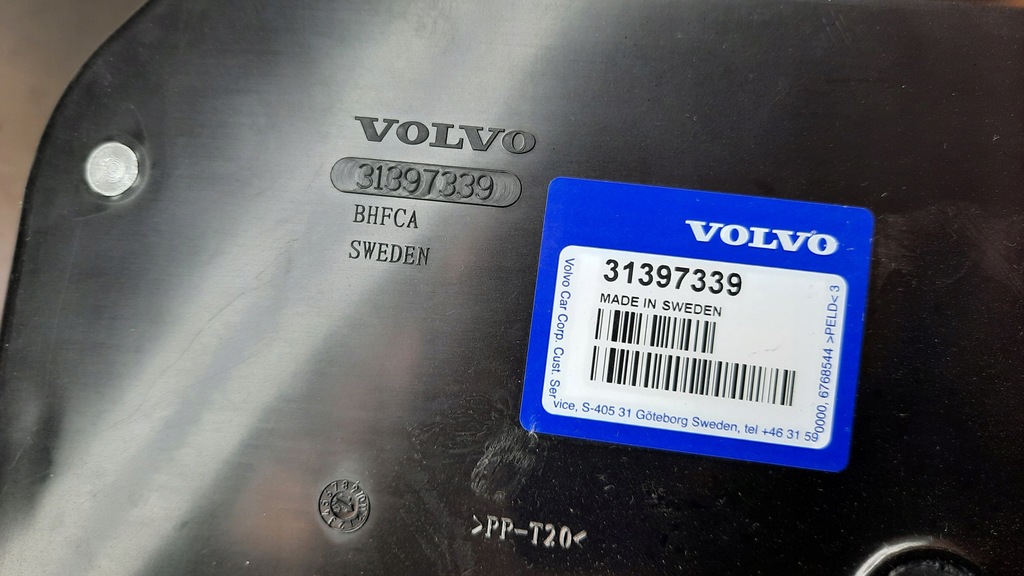 VOLVO
31397339
BHFCA
SWEDEN
VOLVO
31397339
MADE IN SWEDEN
Volvo Car Corp. Cust. Service, S-405 31 Göteborg Sweden, tel +46 31 590000, 6768544 >PELD< 3
>PP-T20<